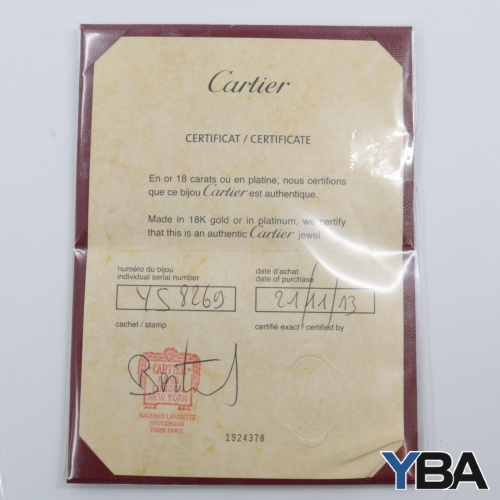 Cartier
CERTIFICAT / CERTIFICATE
En or 18 carats ou en platine, nous certifions
que ce bijou Cartier est authentique.
Made in 18K gold or in platinum, we certify
that this is an authentic Cartier jewel.
numéro du bijou
individual serial number
date d'achat
date of purchase
YS 8269
21/11/13
cachet / stamp
certifié exact / certified by
CARTIER
NEW YORK
GALERIES LAFAYETTE
HAUSSMANN
75009 PARIS
1924378
YBA